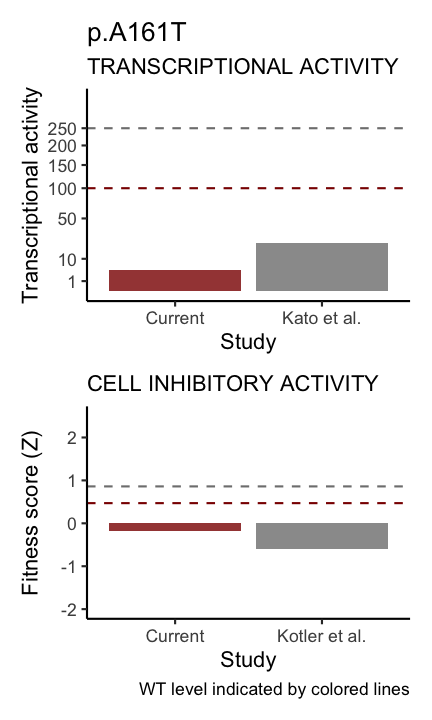 p.A161T
TRANSCRIPTIONAL ACTIVITY
Transcriptional activity
250
200
150
100
50
10
1
Current
Kato et al.
Study
CELL INHIBITORY ACTIVITY
Fitness score (Z)
2
1
0
-1
-2
Current
Kotler et al.
Study
WT level indicated by colored lines